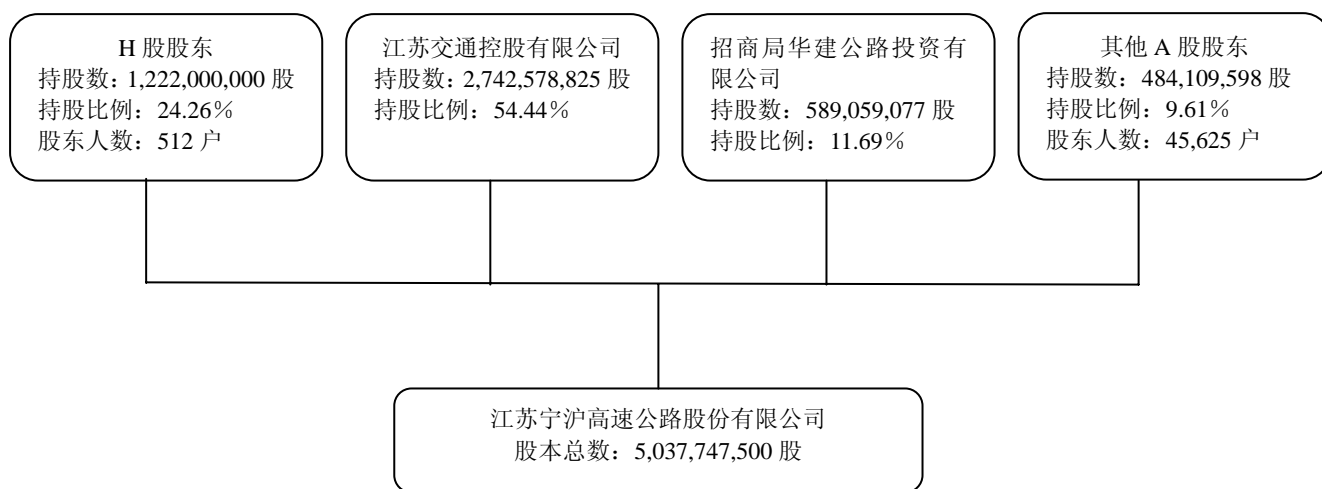 H 股股东
持股数：1,222,000,000 股
持股比例：24.26％
股东人数：512 户
江苏交通控股有限公司
持股数：2,742,578,825 股
持股比例：54.44％
招商局华建公路投资有
限公司
持股数：589,059,077 股
持股比例：11.69％
其他 A 股股东
持股数：484,109,598 股
持股比例：9.61％
股东人数：45,625 户
江苏宁沪高速公路股份有限公司
股本总数：5,037,747,500 股